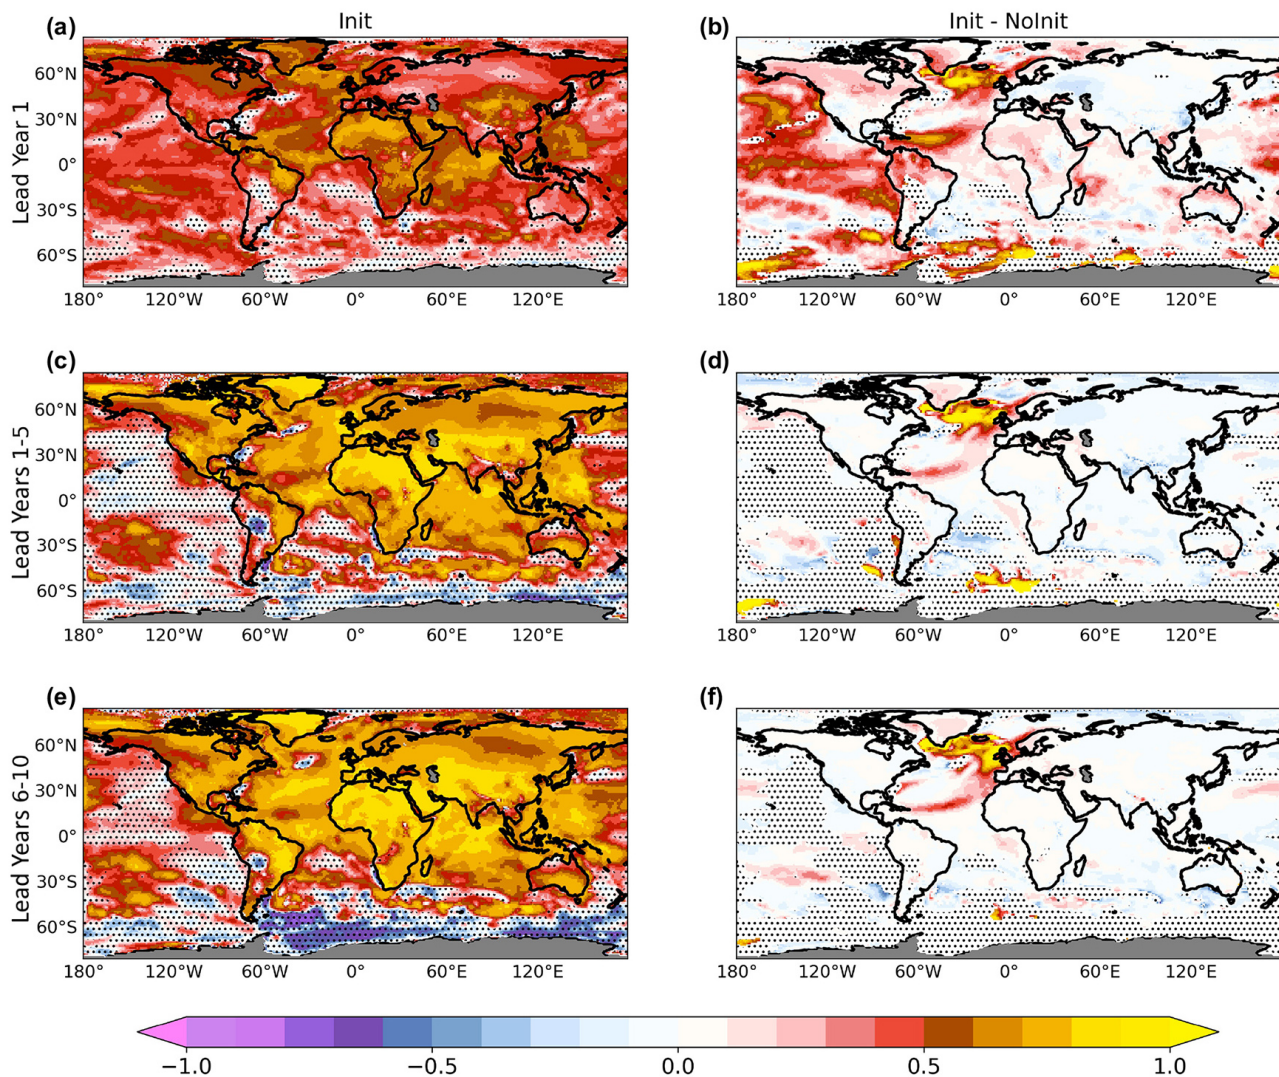 Init
Init - NoInit
(a)
(b)
Lead Year 1
60°N
30°N
0°
30°S
60°S
180° 120°W 60°W 0° 60°E 120°E
180° 120°W 60°W 0° 60°E 120°E
(c)
(d)
Lead Years 1-5
60°N
30°N
0°
30°S
60°S
180° 120°W 60°W 0° 60°E 120°E
180° 120°W 60°W 0° 60°E 120°E
(e)
(f)
Lead Years 6-10
60°N
30°N
0°
30°S
60°S
180° 120°W 60°W 0° 60°E 120°E
180° 120°W 60°W 0° 60°E 120°E
−1.0 −0.5 0.0 0.5 1.0